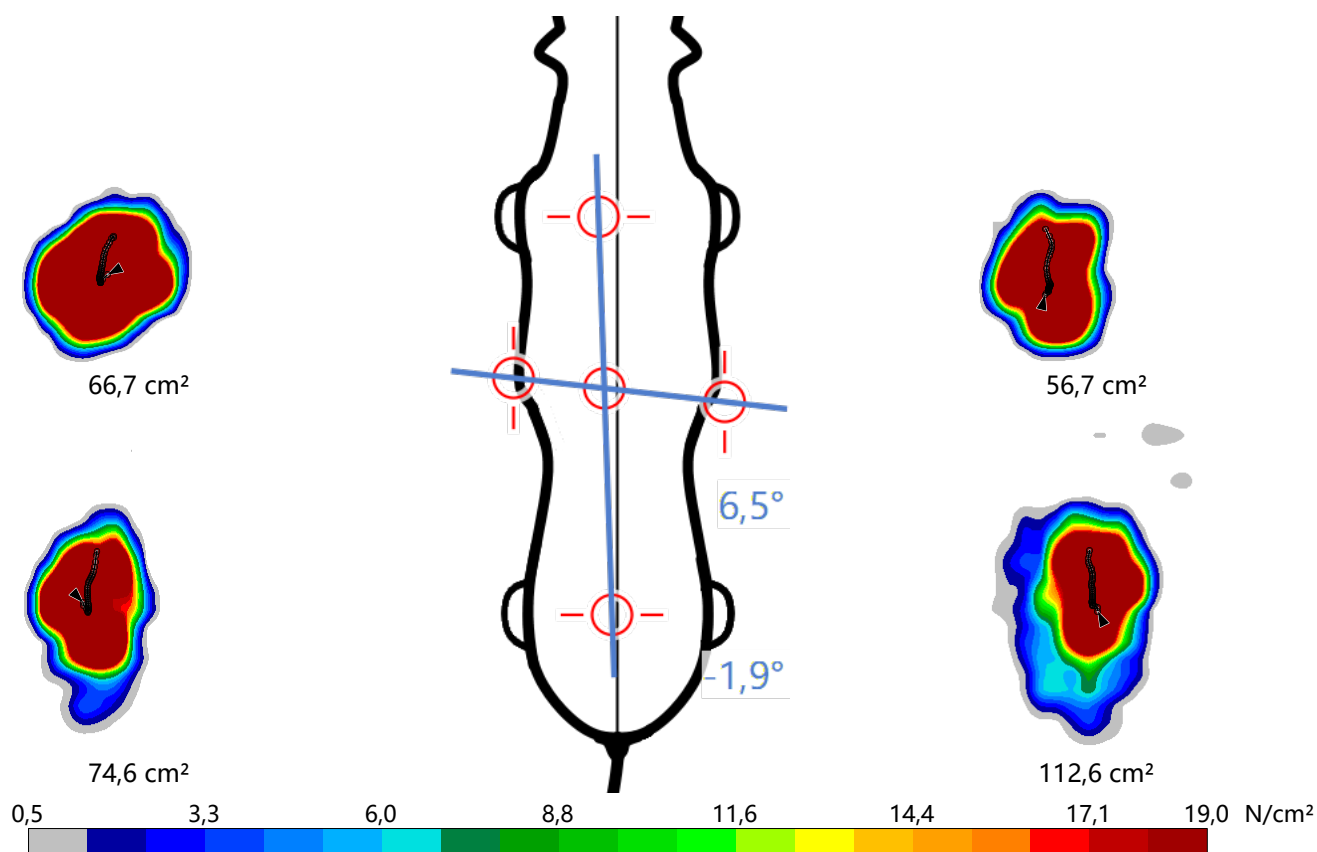 66,7 cm²
56,7 cm²
6,5°
-1,9°
74,6 cm²
112,6 cm²
0,5 3,3 6,0 8,8 11,6 14,4 17,1 19,0 N/cm²